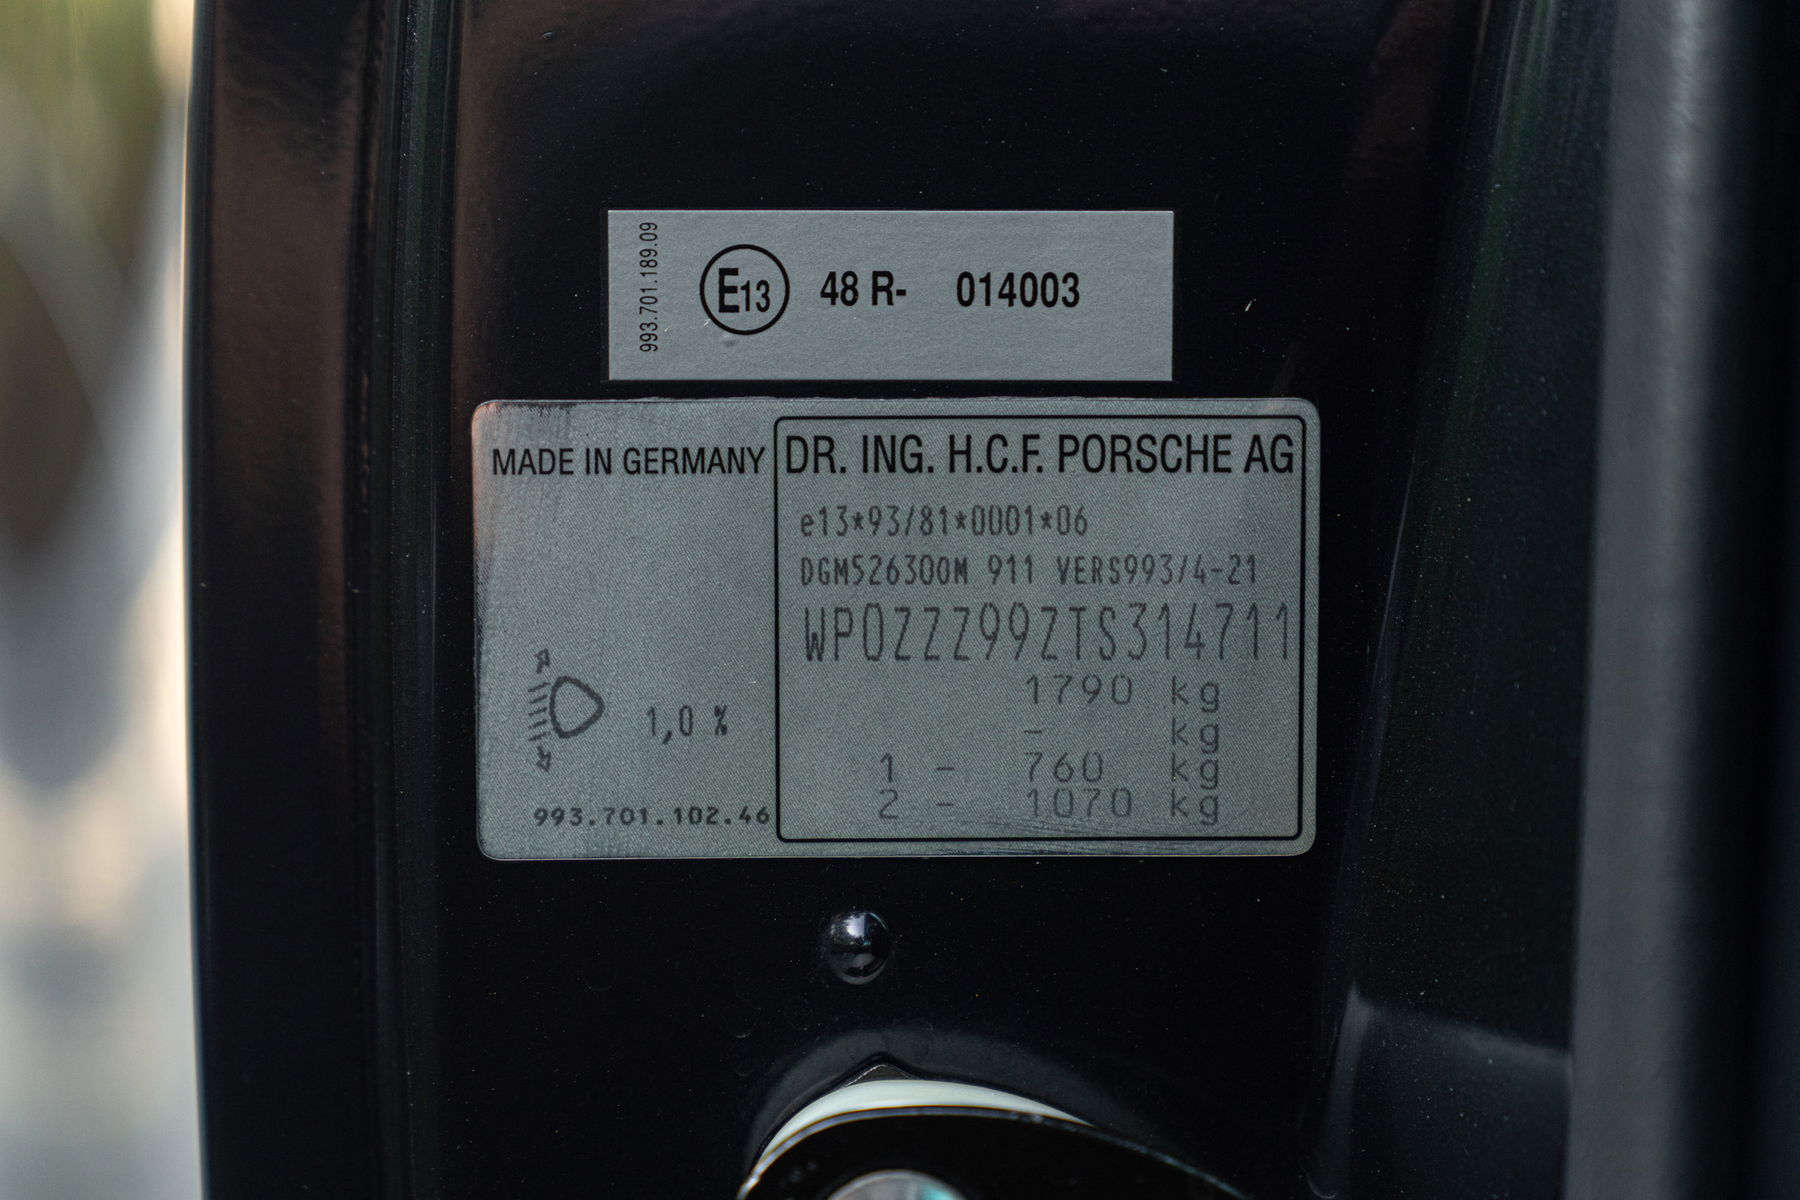 993.701.189.09
E13 48 R- 014003
MADE IN GERMANY
1,0 %
993.701.102.46
DR. ING. H.C.F. PORSCHE AG
e13*93/81*0001*06
DGM526300M 911 VERS993/4-21
WP0ZZZ99ZTS314711
1790 kg
- kg
1 - 760 kg
2 - 1070 kg